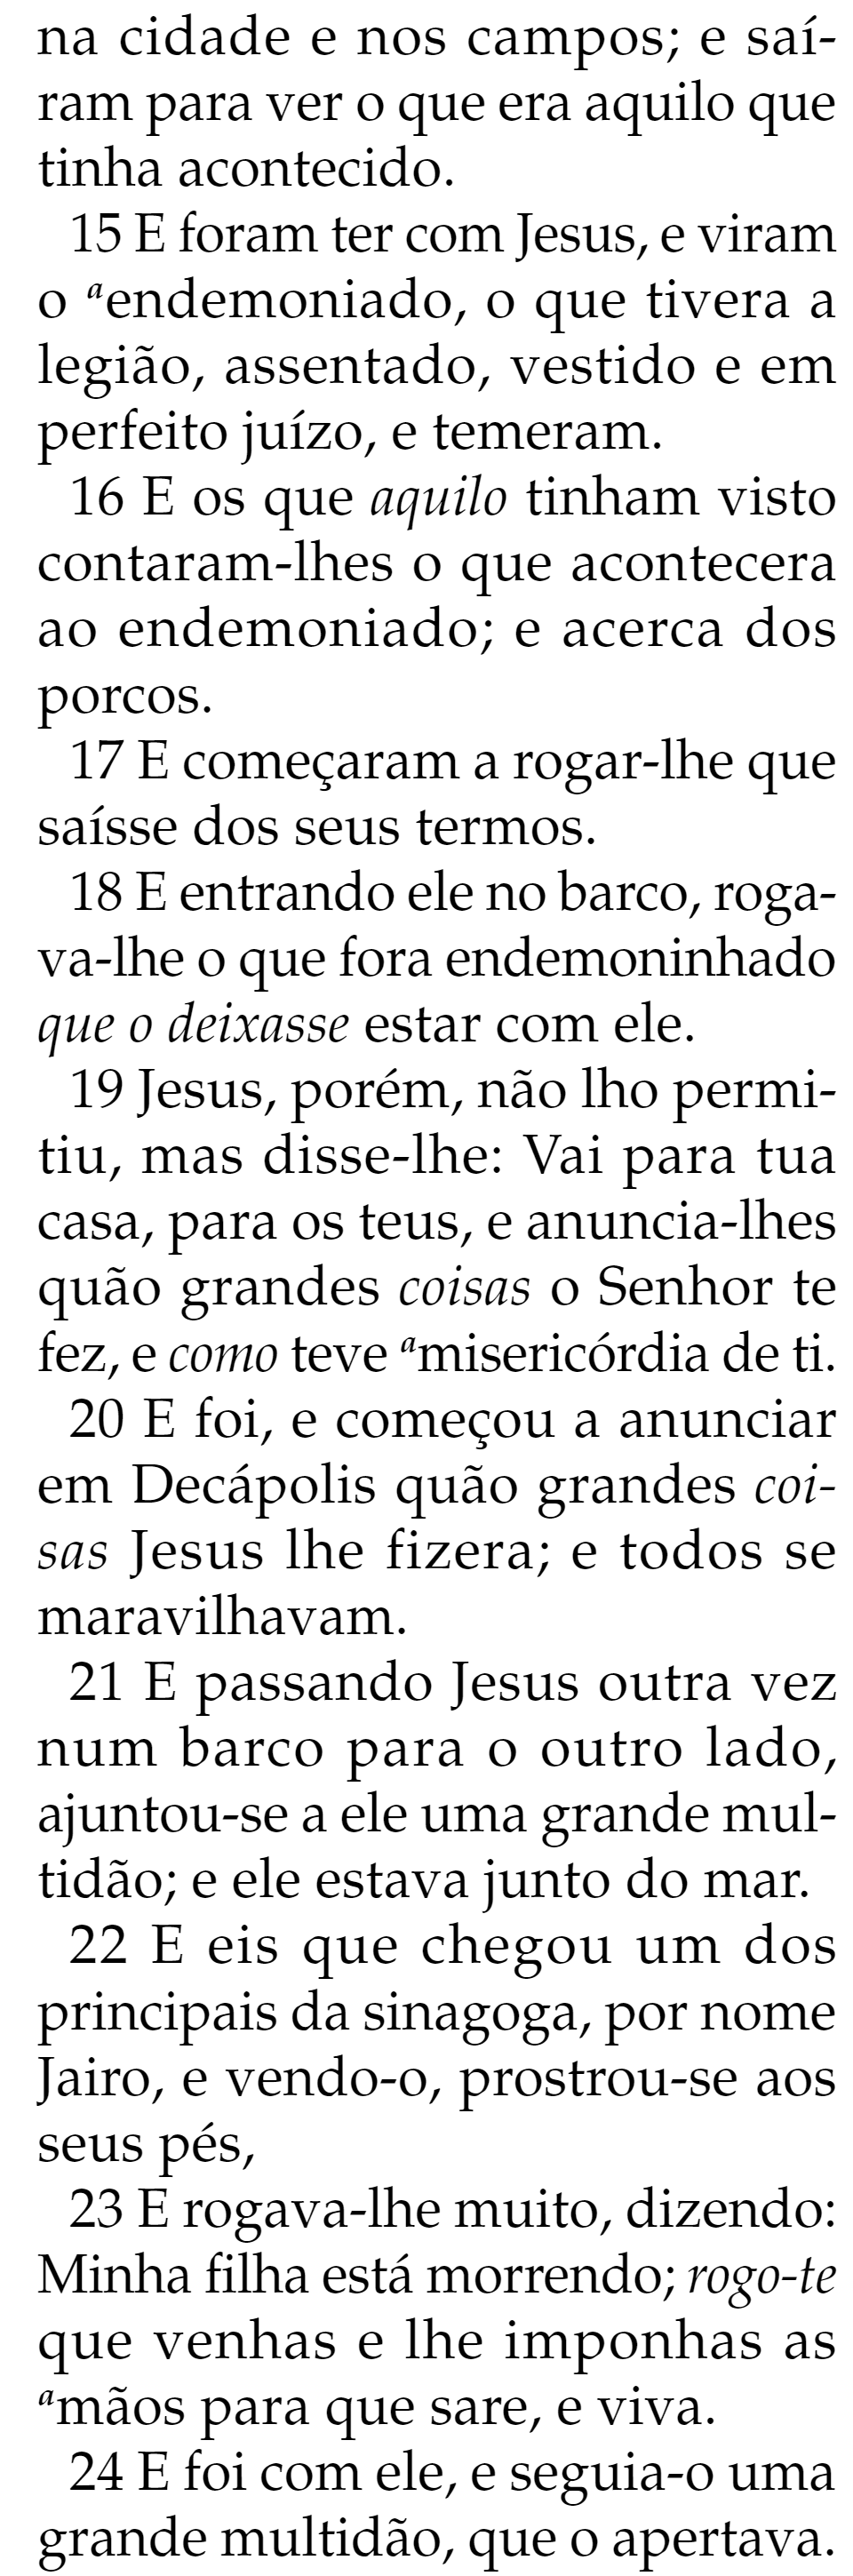 na cidade e nos campos; e saí-
ram para ver o que era aquilo que
tinha acontecido.
15 E foram ter com Jesus, e viram
o ᵃendemoniado, o que tivera a
legião, assentado, vestido e em
perfeito juízo, e temeram.
16 E os que aquilo tinham visto
contaram-lhes o que acontecera
ao endemoniado; e acerca dos
porcos.
17 E começaram a rogar-lhe que
saísse dos seus termos.
18 E entrando ele no barco, roga-
va-lhe o que fora endemoninhado
que o deixasse estar com ele.
19 Jesus, porém, não lho permi-
tiu, mas disse-lhe: Vai para tua
casa, para os teus, e anuncia-lhes
quão grandes coisas o Senhor te
fez, e como teve ᵃmisericórdia de ti.
20 E foi, e começou a anunciar
em Decápolis quão grandes coi-
sas Jesus lhe fizera; e todos se
maravilhavam.
21 E passando Jesus outra vez
num barco para o outro lado,
ajuntou-se a ele uma grande mul-
tidão; e ele estava junto do mar.
22 E eis que chegou um dos
principais da sinagoga, por nome
Jairo, e vendo-o, prostrou-se aos
seus pés,
23 E rogava-lhe muito, dizendo:
Minha filha está morrendo; rogo-te
que venhas e lhe imponhas as
ᵃmãos para que sare, e viva.
24 E foi com ele, e seguia-o uma
grande multidão, que o apertava.